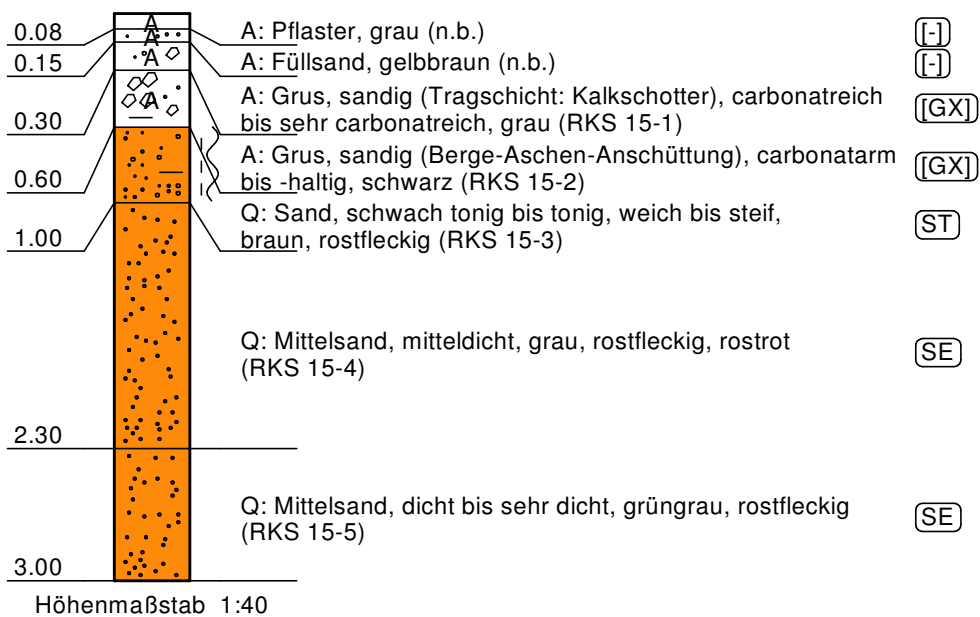 A
0.08 A: Pflaster, grau (n.b.) [-]
A
0.15 A: Füllsand, gelbbraun (n.b.) [-]
A
A: Grus, sandig (Tragschicht: Kalkschotter), carbonatreich
0.30 bis sehr carbonatreich, grau (RKS 15-1) [GX]
A
A: Grus, sandig (Berge-Aschen-Anschüttung), carbonatarm
0.60 bis -haltig, schwarz (RKS 15-2) [GX]
Q: Sand, schwach tonig bis tonig, weich bis steif,
1.00 braun, rostfleckig (RKS 15-3) ST
Q: Mittelsand, mitteldicht, grau, rostfleckig, rostrot
(RKS 15-4) SE
2.30
Q: Mittelsand, dicht bis sehr dicht, grüngrau, rostfleckig
(RKS 15-5) SE
3.00
Höhenmaßstab 1:40